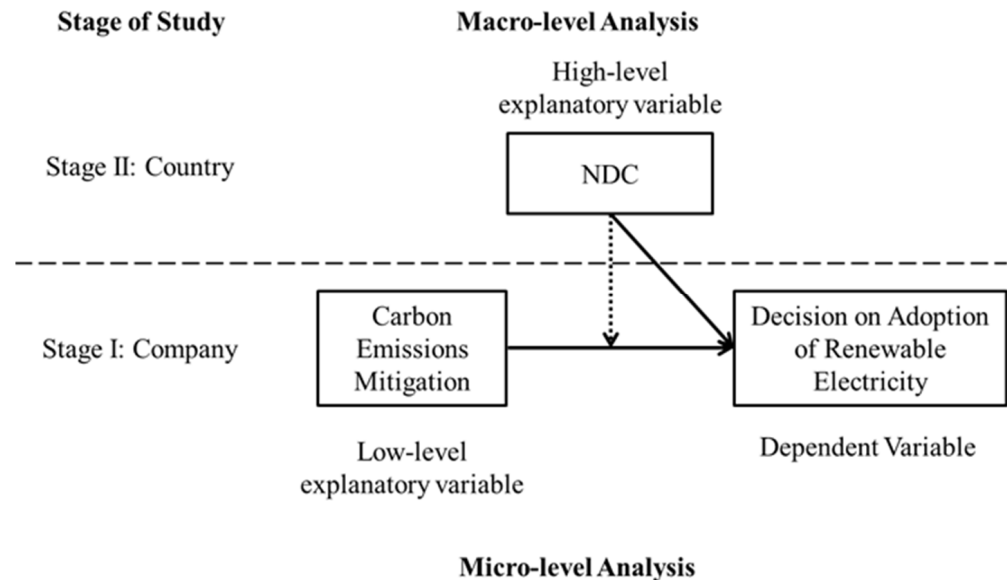 Stage of Study
Macro-level Analysis
High-level
explanatory variable
Stage II: Country
NDC
Stage I: Company
Carbon
Emissions
Mitigation
Decision on Adoption
of Renewable
Electricity
Low-level
explanatory variable
Dependent Variable
Micro-level Analysis